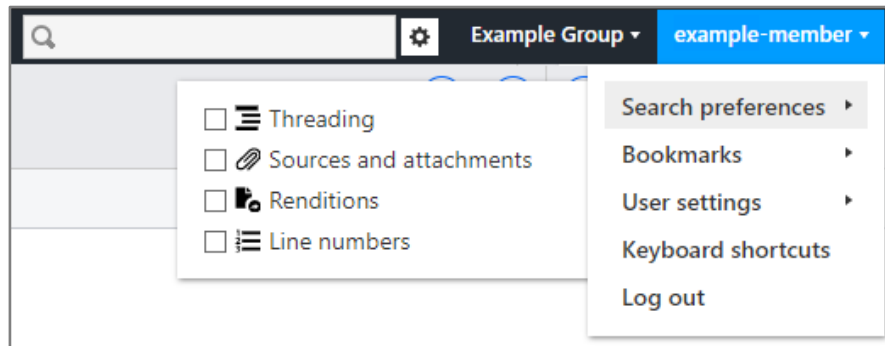 Example Group
example-member
Threading
Sources and attachments
Renditions
Line numbers
Search preferences
Bookmarks
User settings
Keyboard shortcuts
Log out